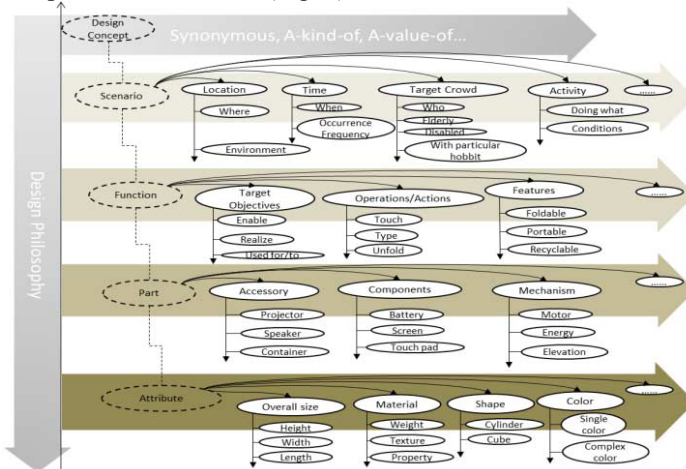 Design
Concept
Synonymous, A-kind-of, A-value-of...
Design Philosophy
Scenario
Location
Time
Target Crowd
Activity
......
Where
When
Who
Doing what
Occurrence
Frequency
Elderly
Disabled
Conditions
Environment
With particular
hobbit
Function
Target
Objectives
Operations/Actions
Features
......
Enable
Touch
Foldable
Realize
Type
Portable
Used for/to
Unfold
Recyclable
Part
Accessory
Components
Mechanism
......
Projector
Battery
Motor
Speaker
Screen
Energy
Container
Touch pad
Elevation
Attribute
Overall size
Material
Shape
Color
......
Height
Weight
Cylinder
Single
color
Width
Texture
Cube
Length
Property
Complex
color